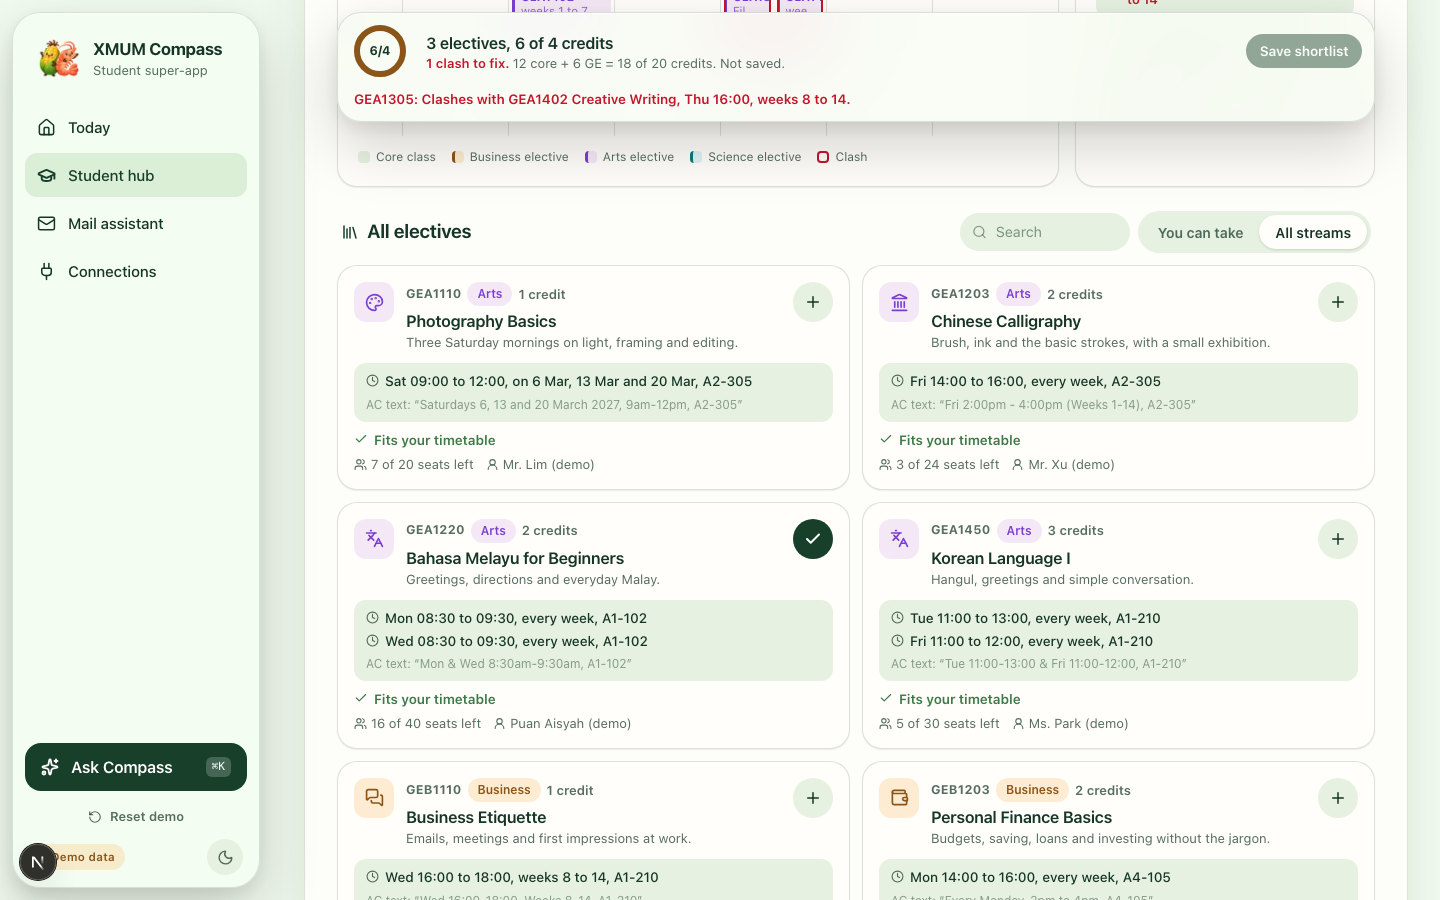 XMUM Compass
Student super-app
Today
Student hub
Mail assistant
Connections
Ask Compass
⌘K
Reset demo
Demo data
N
weeks 1 to 7
to 14
6/4
3 electives, 6 of 4 credits
1 clash to fix. 12 core + 6 GE = 18 of 20 credits. Not saved.
Save shortlist
GEA1305: Clashes with GEA1402 Creative Writing, Thu 16:00, weeks 8 to 14.
Core class
Business elective
Arts elective
Science elective
Clash
All electives
Search
You can take
All streams
GEA1110 Arts 1 credit
Photography Basics
Three Saturday mornings on light, framing and editing.
Sat 09:00 to 12:00, on 6 Mar, 13 Mar and 20 Mar, A2-305
AC text: “Saturdays 6, 13 and 20 March 2027, 9am-12pm, A2-305”
Fits your timetable
7 of 20 seats left Mr. Lim (demo)
GEA1203 Arts 2 credits
Chinese Calligraphy
Brush, ink and the basic strokes, with a small exhibition.
Fri 14:00 to 16:00, every week, A2-305
AC text: “Fri 2:00pm - 4:00pm (Weeks 1-14), A2-305”
Fits your timetable
3 of 24 seats left Mr. Xu (demo)
GEA1220 Arts 2 credits
Bahasa Melayu for Beginners
Greetings, directions and everyday Malay.
Mon 08:30 to 09:30, every week, A1-102
Wed 08:30 to 09:30, every week, A1-102
AC text: “Mon & Wed 8:30am-9:30am, A1-102”
Fits your timetable
16 of 40 seats left Puan Aisyah (demo)
GEA1450 Arts 3 credits
Korean Language I
Hangul, greetings and simple conversation.
Tue 11:00 to 13:00, every week, A1-210
Fri 11:00 to 12:00, every week, A1-210
AC text: “Tue 11:00-13:00 & Fri 11:00-12:00, A1-210”
Fits your timetable
5 of 30 seats left Ms. Park (demo)
GEB1110 Business 1 credit
Business Etiquette
Emails, meetings and first impressions at work.
Wed 16:00 to 18:00, weeks 8 to 14, A1-210
GEB1203 Business 2 credits
Personal Finance Basics
Budgets, saving, loans and investing without the jargon.
Mon 14:00 to 16:00, every week, A4-105